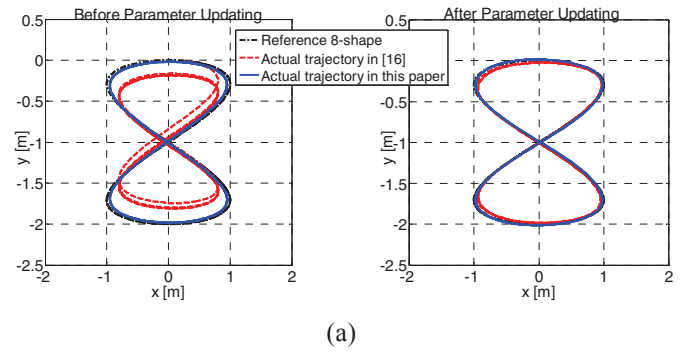 Before Parameter Updating
After Parameter Updating
Reference 8-shape
Actual trajectory in [16]
Actual trajectory in this paper
0.5
0
-0.5
-1
-1.5
-2
-2.5
y [m]
-2 -1 0 1 2
x [m]
0.5
0
-0.5
-1
-1.5
-2
-2.5
y [m]
-2 -1 0 1 2
x [m]
(a)